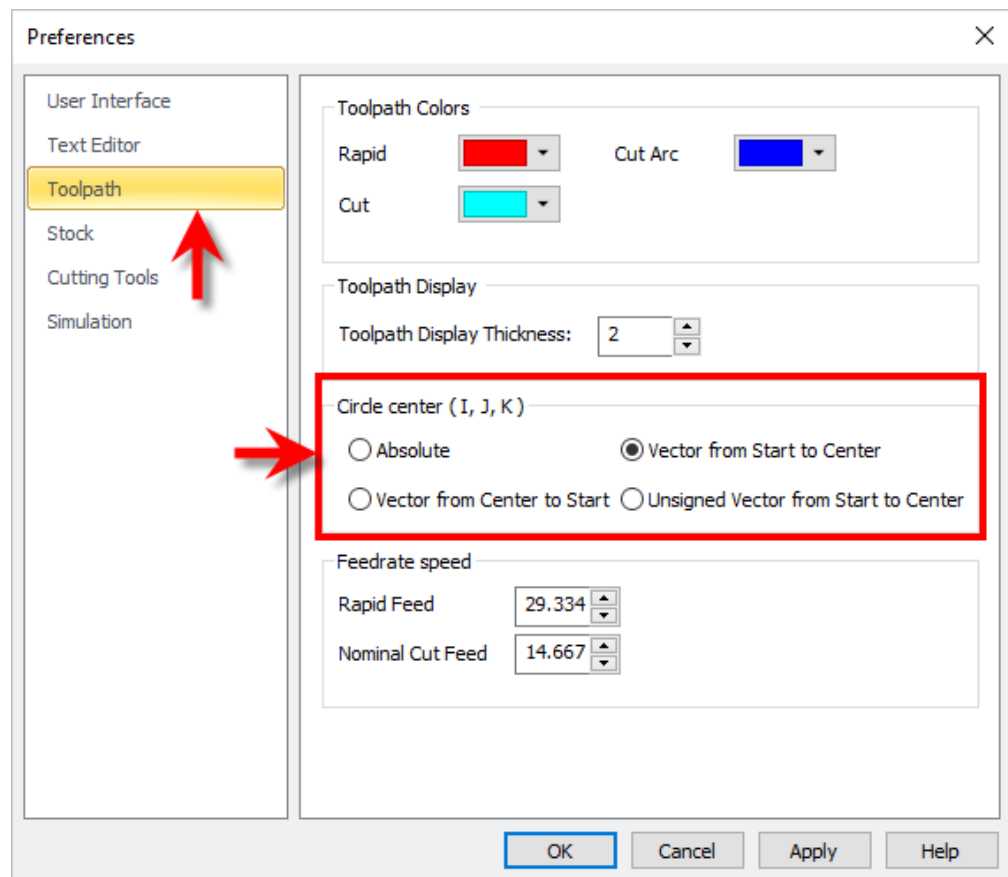 Preferences
User Interface
Text Editor
Toolpath
Stock
Cutting Tools
Simulation
Toolpath Colors
Rapid
Cut Arc
Cut
Toolpath Display
Toolpath Display Thickness: 2
Circle center ( I, J, K )
Absolute
Vector from Start to Center
Vector from Center to Start
Unsigned Vector from Start to Center
Feedrate speed
Rapid Feed 29.334
Nominal Cut Feed 14.667
OK Cancel Apply Help